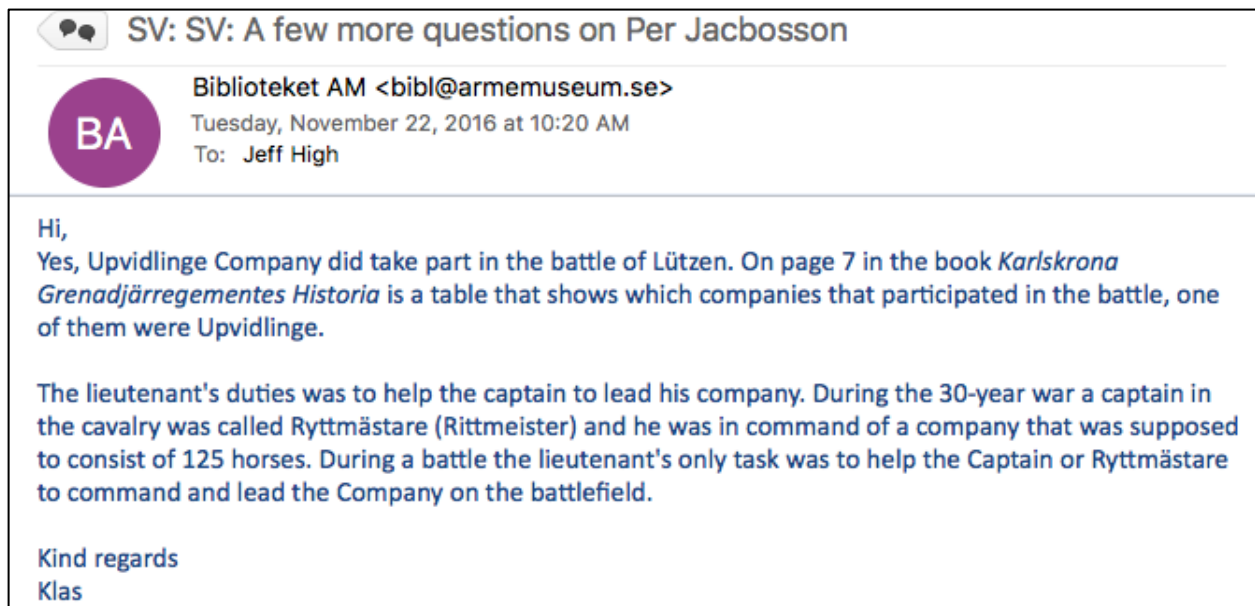 SV: SV: A few more questions on Per Jacbosson
BA
Biblioteket AM <bibl@armemuseum.se>
Tuesday, November 22, 2016 at 10:20 AM
To: Jeff High
Hi,
Yes, Upvidlinge Company did take part in the battle of Lützen. On page 7 in the book Karlskrona
Grenadjärregementes Historia is a table that shows which companies that participated in the battle, one
of them were Upvidlinge.
The lieutenant's duties was to help the captain to lead his company. During the 30-year war a captain in
the cavalry was called Ryttmästare (Rittmeister) and he was in command of a company that was supposed
to consist of 125 horses. During a battle the lieutenant's only task was to help the Captain or Ryttmästare
to command and lead the Company on the battlefield.
Kind regards
Klas